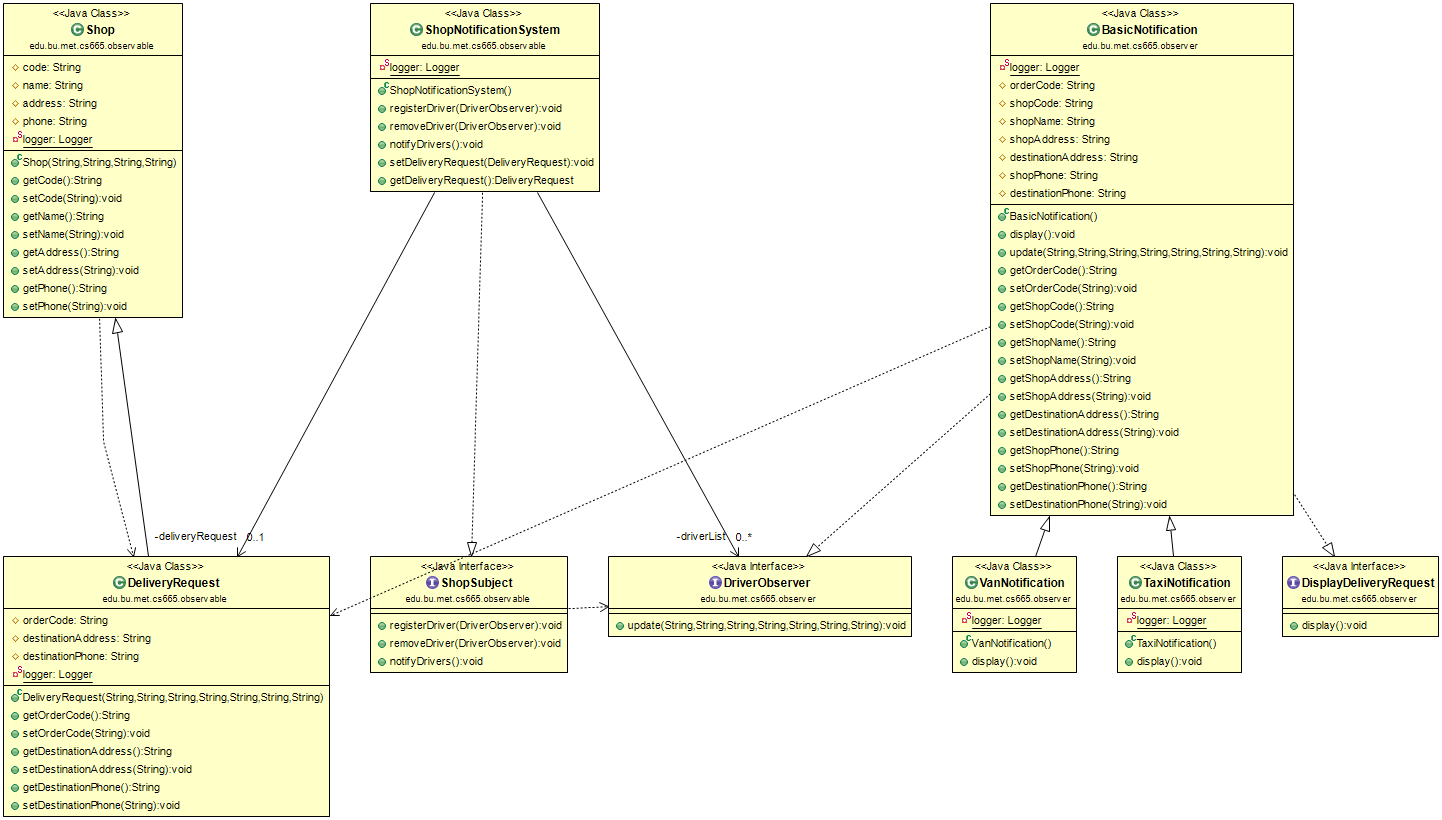 <<Java Class>>
Shop
edu.bu.met.cs665.observable
code: String
name: String
address: String
phone: String
logger: Logger
Shop(String,String,String,String)
getCode():String
setCode(String):void
getName():String
setName(String):void
getAddress():String
setAddress(String):void
getPhone():String
setPhone(String):void
<<Java Class>>
ShopNotificationSystem
edu.bu.met.cs665.observable
logger: Logger
ShopNotificationSystem()
registerDriver(DriverObserver):void
removeDriver(DriverObserver):void
notifyDrivers():void
setDeliveryRequest(DeliveryRequest):void
getDeliveryRequest():DeliveryRequest
<<Java Class>>
BasicNotification
edu.bu.met.cs665.observer
logger: Logger
orderCode: String
shopCode: String
shopName: String
shopAddress: String
destinationAddress: String
shopPhone: String
destinationPhone: String
BasicNotification()
display():void
update(String,String,String,String,String,String,String):void
getOrderCode():String
setOrderCode(String):void
getShopCode():String
setShopCode(String):void
getShopName():String
setShopName(String):void
getShopAddress():String
setShopAddress(String):void
getDestinationAddress():String
setDestinationAddress(String):void
getShopPhone():String
setShopPhone(String):void
getDestinationPhone():String
setDestinationPhone(String):void
-deliveryRequest 0..1
-driverList 0..*
<<Java Class>>
DeliveryRequest
edu.bu.met.cs665.observable
orderCode: String
destinationAddress: String
destinationPhone: String
logger: Logger
DeliveryRequest(String,String,String,String,String,String,String)
getOrderCode():String
setOrderCode(String):void
getDestinationAddress():String
setDestinationAddress(String):void
getDestinationPhone():String
setDestinationPhone(String):void
<<Java Interface>>
ShopSubject
edu.bu.met.cs665.observable
registerDriver(DriverObserver):void
removeDriver(DriverObserver):void
notifyDrivers():void
<<Java Interface>>
DriverObserver
edu.bu.met.cs665.observer
update(String,String,String,String,String,String,String):void
<<Java Class>>
VanNotification
edu.bu.met.cs665.observer
logger: Logger
VanNotification()
display():void
<<Java Class>>
TaxiNotification
edu.bu.met.cs665.observer
logger: Logger
TaxiNotification()
display():void
<<Java Interface>>
DisplayDeliveryRequest
edu.bu.met.cs665.observer
display():void